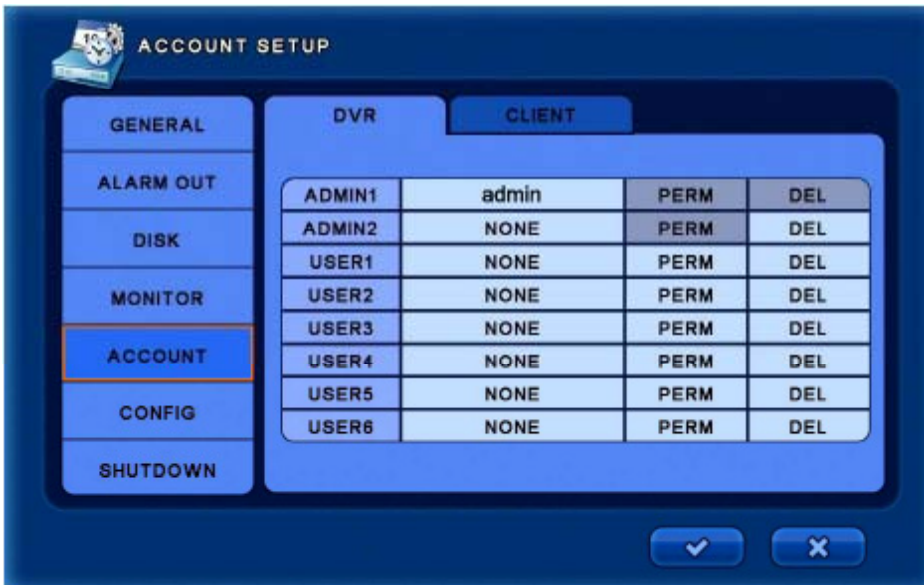 ACCOUNT SETUP
GENERAL
ALARM OUT
DISK
MONITOR
ACCOUNT
CONFIG
SHUTDOWN
DVR CLIENT
ADMIN1 admin PERM DEL
ADMIN2 NONE PERM DEL
USER1 NONE PERM DEL
USER2 NONE PERM DEL
USER3 NONE PERM DEL
USER4 NONE PERM DEL
USER5 NONE PERM DEL
USER6 NONE PERM DEL